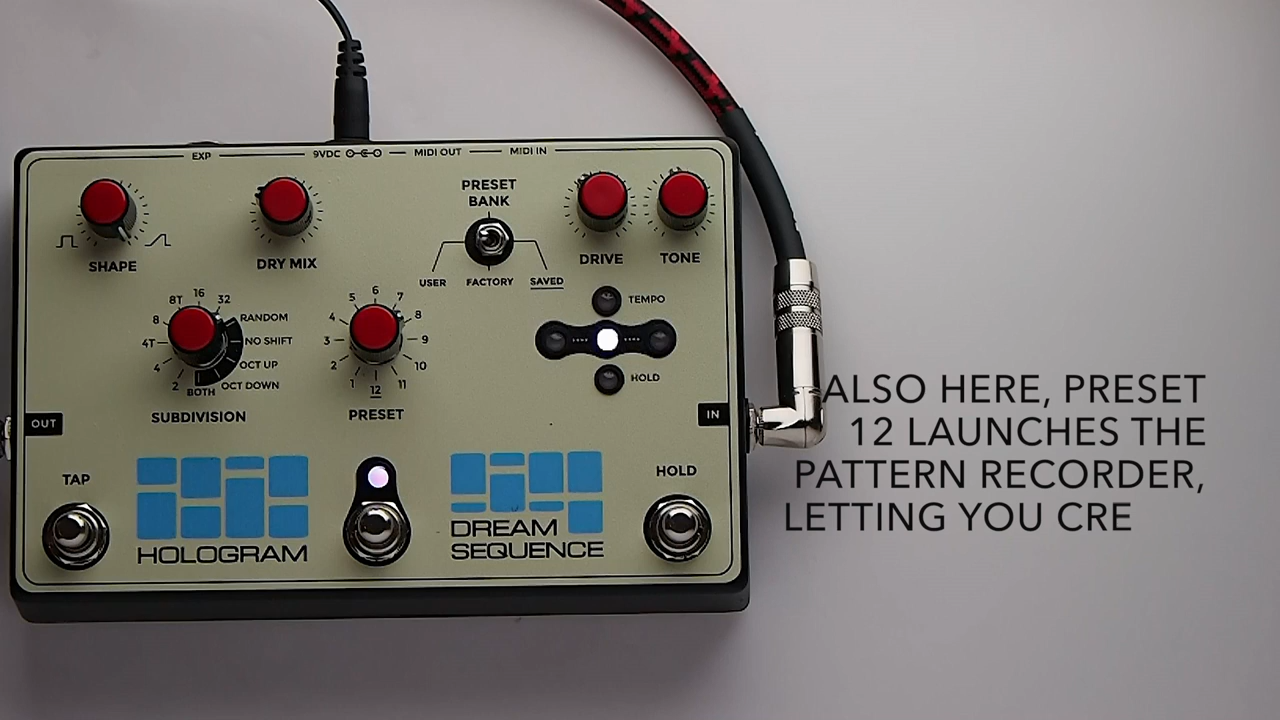 EXP
9VDC
MIDI OUT
MIDI IN
PRESET
BANK
USER
FACTORY
SAVED
SHAPE
DRY MIX
DRIVE
TONE
TEMPO
HOLD
2
4
4T
8
8T
16
32
RANDOM
NO SHIFT
OCT UP
OCT DOWN
BOTH
SUBDIVISION
1
2
3
4
5
6
7
8
9
10
11
12
PRESET
OUT
IN
TAP
HOLOGRAM
DREAM
SEQUENCE
HOLD
ALSO HERE, PRESET
12 LAUNCHES THE
PATTERN RECORDER,
LETTING YOU CRE